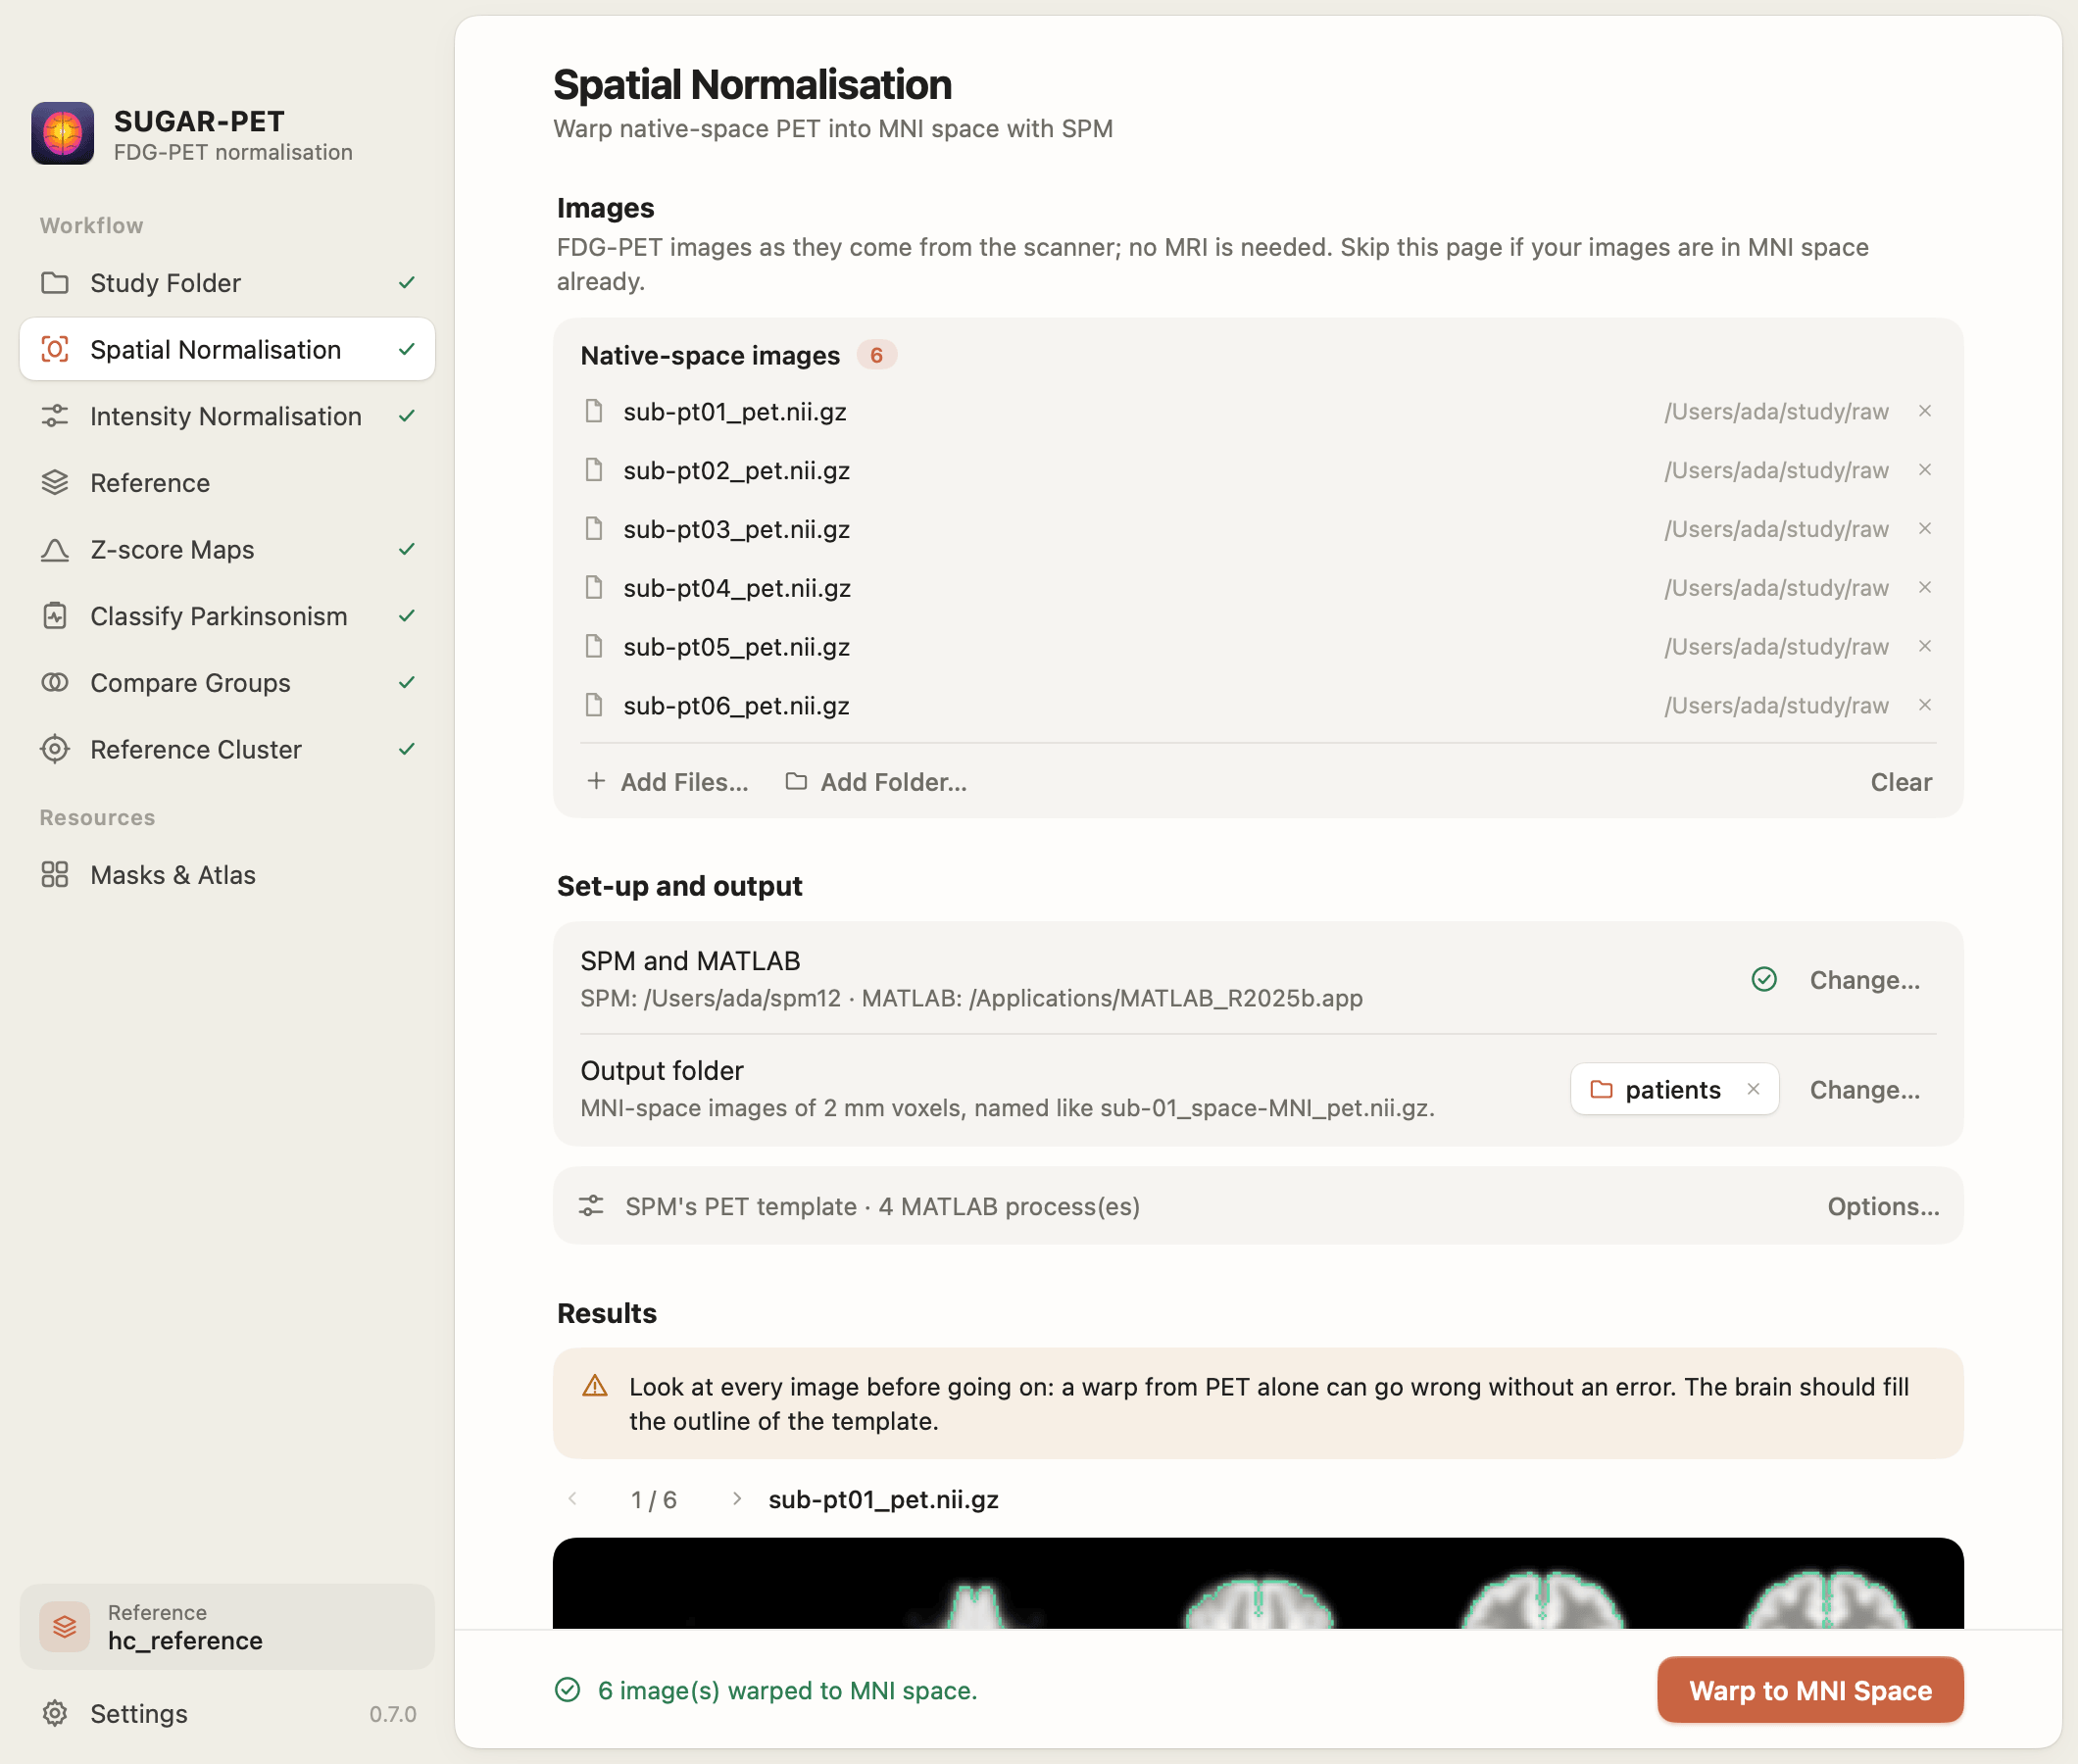 SUGAR-PET
FDG-PET normalisation
Workflow
Study Folder
Spatial Normalisation
Intensity Normalisation
Reference
Z-score Maps
Classify Parkinsonism
Compare Groups
Reference Cluster
Resources
Masks & Atlas
Reference
hc_reference
Settings
0.7.0
Spatial Normalisation
Warp native-space PET into MNI space with SPM
Images
FDG-PET images as they come from the scanner; no MRI is needed. Skip this page if your images are in MNI space
already.
Native-space images 6
sub-pt01_pet.nii.gz /Users/ada/study/raw ×
sub-pt02_pet.nii.gz /Users/ada/study/raw ×
sub-pt03_pet.nii.gz /Users/ada/study/raw ×
sub-pt04_pet.nii.gz /Users/ada/study/raw ×
sub-pt05_pet.nii.gz /Users/ada/study/raw ×
sub-pt06_pet.nii.gz /Users/ada/study/raw ×
+ Add Files... Add Folder... Clear
Set-up and output
SPM and MATLAB
SPM: /Users/ada/spm12 · MATLAB: /Applications/MATLAB_R2025b.app
Change...
Output folder
MNI-space images of 2 mm voxels, named like sub-01_space-MNI_pet.nii.gz.
patients ×
Change...
SPM's PET template · 4 MATLAB process(es) Options...
Results
Look at every image before going on: a warp from PET alone can go wrong without an error. The brain should fill
the outline of the template.
1 / 6 sub-pt01_pet.nii.gz
6 image(s) warped to MNI space.
Warp to MNI Space